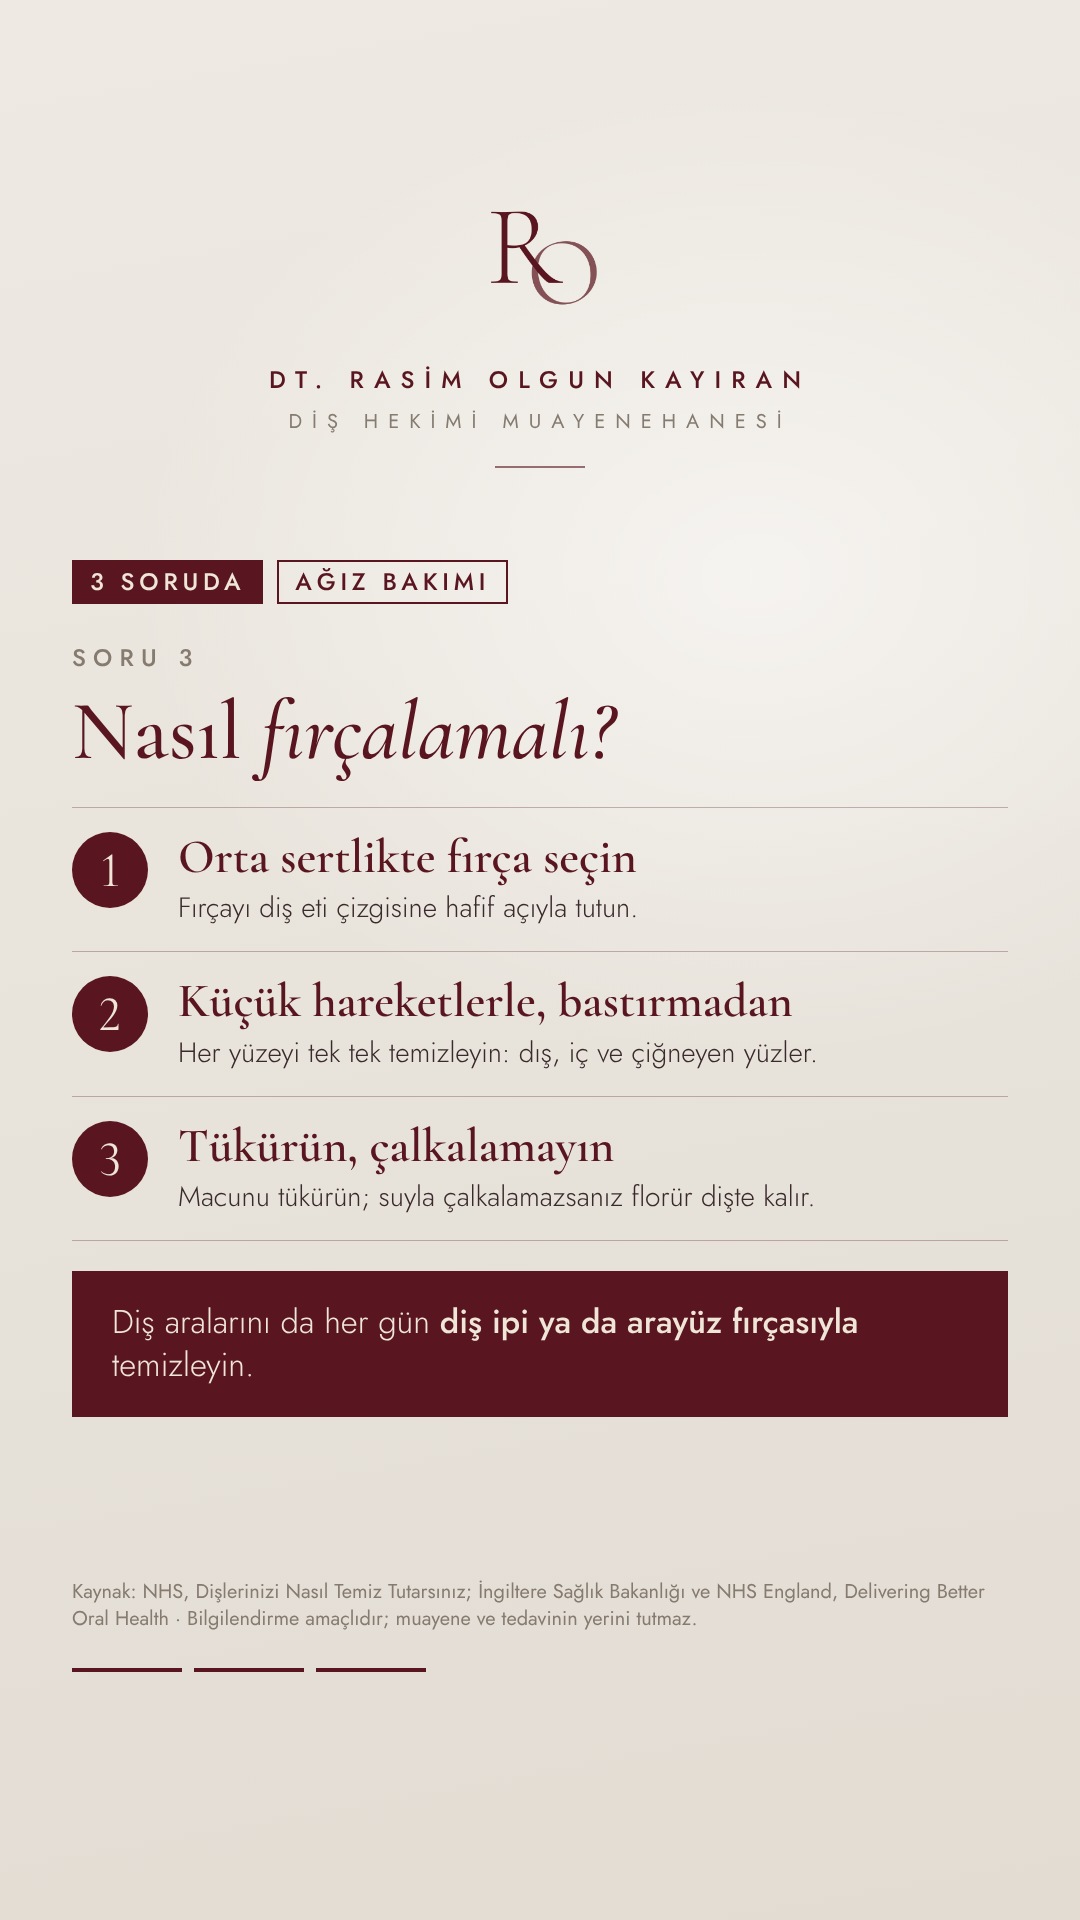 RO
DT. RASİM OLGUN KAYIRAN
DİŞ HEKİMİ MUAYENEHANESİ
3 SORUDA
AĞIZ BAKIMI
SORU 3
Nasıl fırçalamalı?
1
Orta sertlikte fırça seçin
Fırçayı diş eti çizgisine hafif açıyla tutun.
2
Küçük hareketlerle, bastırmadan
Her yüzeyi tek tek temizleyin: dış, iç ve çiğneyen yüzler.
3
Tükürün, çalkalamayın
Macunu tükürün; suyla çalkalamazsanız florür dişte kalır.
Diş aralarını da her gün diş ipi ya da arayüz fırçasıyla
temizleyin.
Kaynak: NHS, Dişlerinizi Nasıl Temiz Tutarsınız; İngiltere Sağlık Bakanlığı ve NHS England, Delivering Better
Oral Health · Bilgilendirme amaçlıdır; muayene ve tedavinin yerini tutmaz.